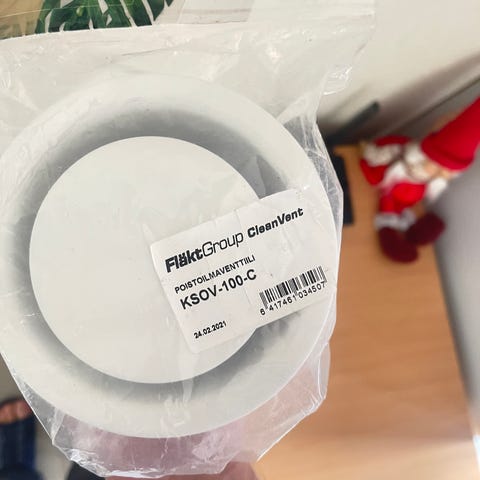 FläktGroup CleanVent
POISTOILMAVENTTIILI
KSOV-100-C
24.02.2021
6 417461 034507